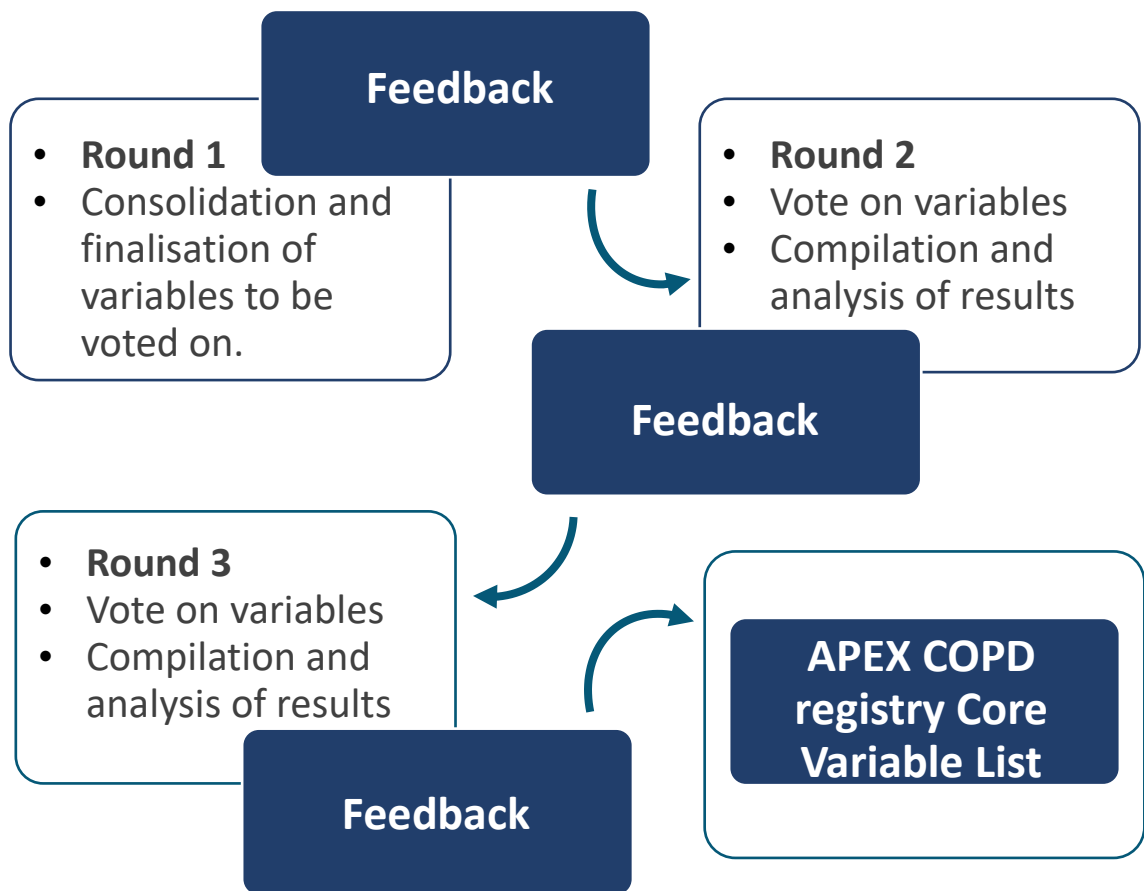 Feedback
• Round 1
• Consolidation and
finalisation of
variables to be
voted on.
• Round 2
• Vote on variables
• Compilation and
analysis of results
Feedback
• Round 3
• Vote on variables
• Compilation and
analysis of results
Feedback
APEX COPD
registry Core
Variable List